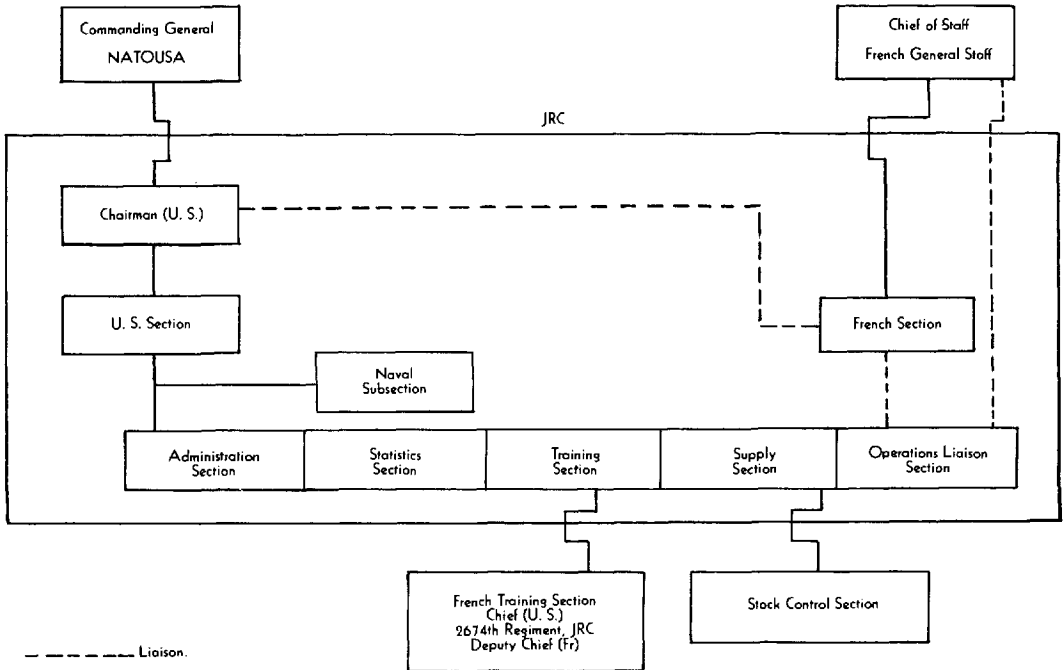 Commanding General
NATOUSA
Chief of Staff
French General Staff
JRC
Chairman (U. S.)
U. S. Section
French Section
Naval
Subsection
Administration
Section
Statistics
Section
Training
Section
Supply
Section
Operations Liaison
Section
French Training Section
Chief (U. S.)
2674th Regiment, JRC
Deputy Chief (Fr)
Stock Control Section
Liaison.